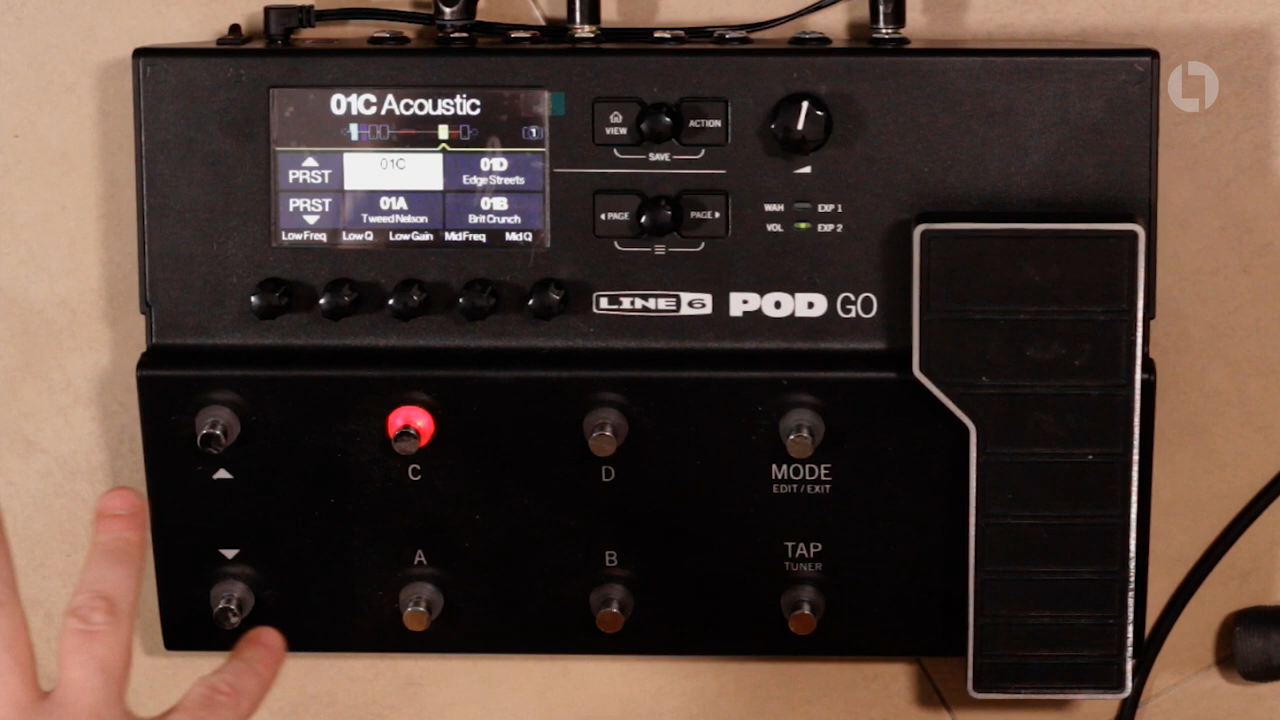 01C Acoustic
1
PRST
01C
01D
Edge Streets
PRST
01A
Tweed Nelson
01B
Brit Crunch
Low Freq Low Q Low Gain Mid Freq Mid Q
VIEW
ACTION
SAVE
PAGE
PAGE
WAH EXP 1
VOL EXP 2
LINE 6 POD GO
C
D
MODE
EDIT / EXIT
A
B
TAP
TUNER